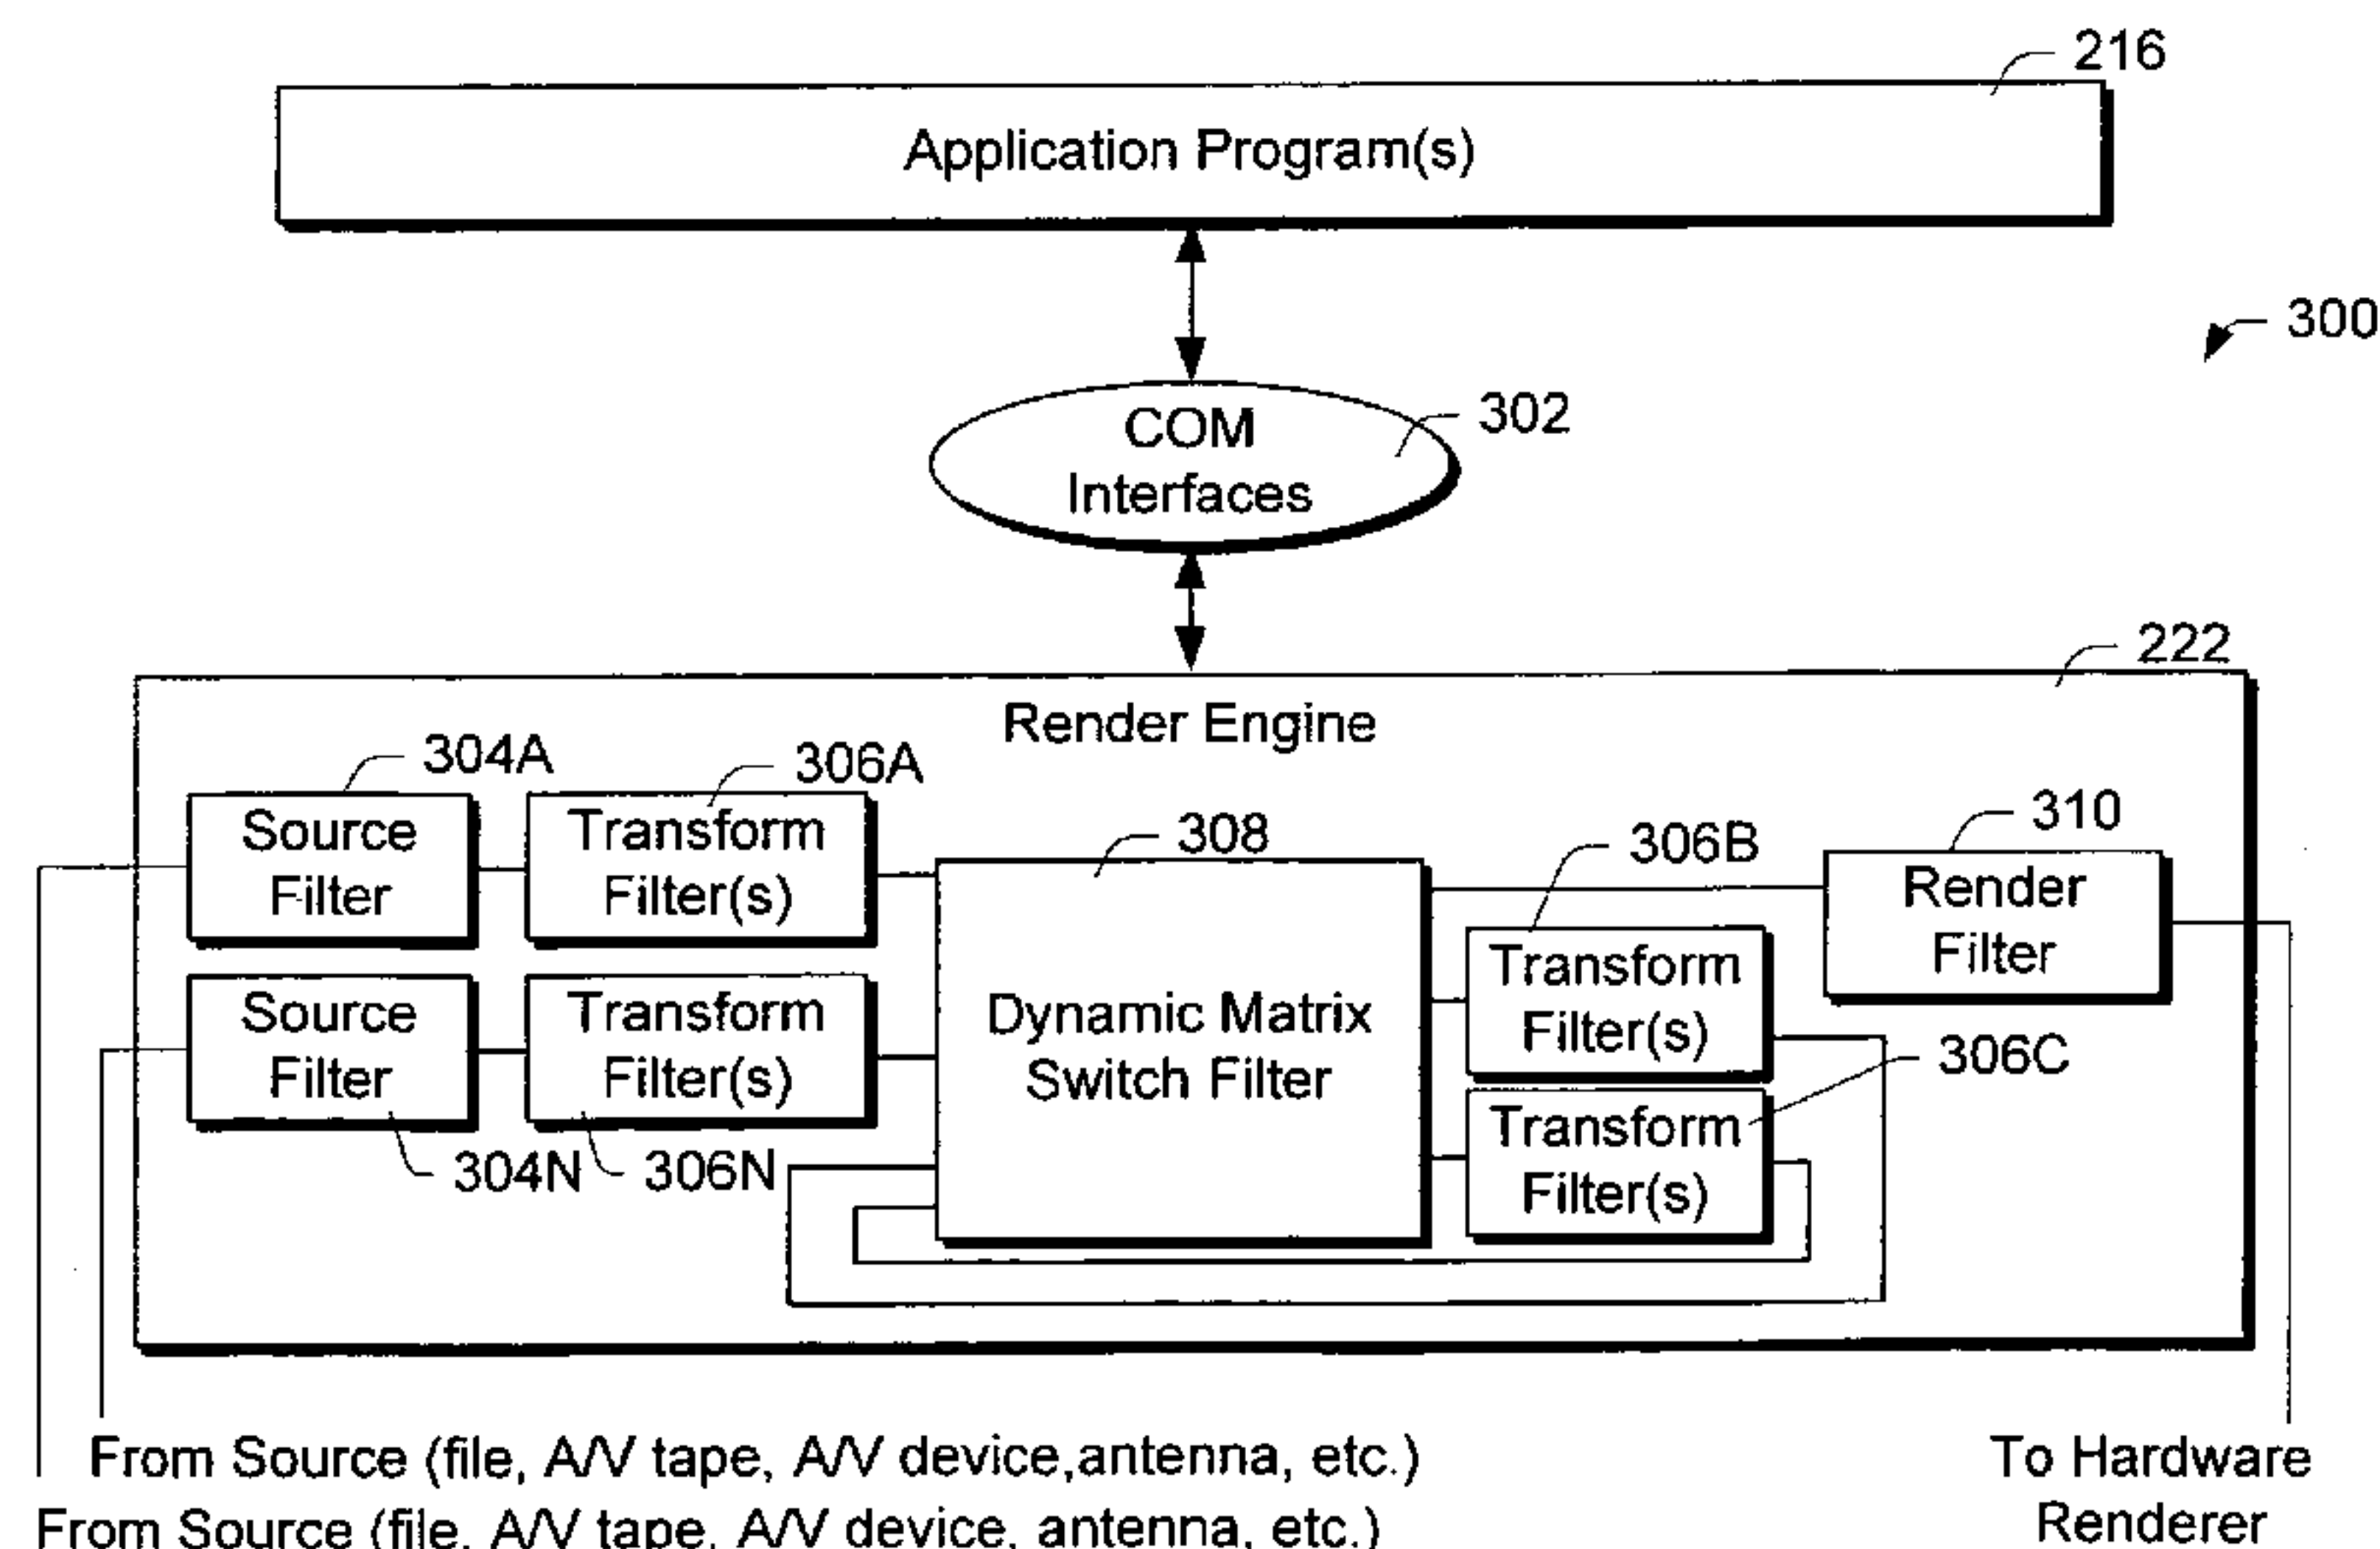 216
Application Program(s)
300
COM
Interfaces
302
222
Render Engine
304A
306A
Source
Filter
Transform
Filter(s)
308
306B
310
Render
Filter
Source
Filter
Transform
Filter(s)
Dynamic Matrix
Switch Filter
Transform
Filter(s)
306C
304N
306N
Transform
Filter(s)
From Source (file, A/V tape, A/V device,antenna, etc.)
From Source (file, A/V tape, A/V device, antenna, etc.)
To Hardware
Renderer